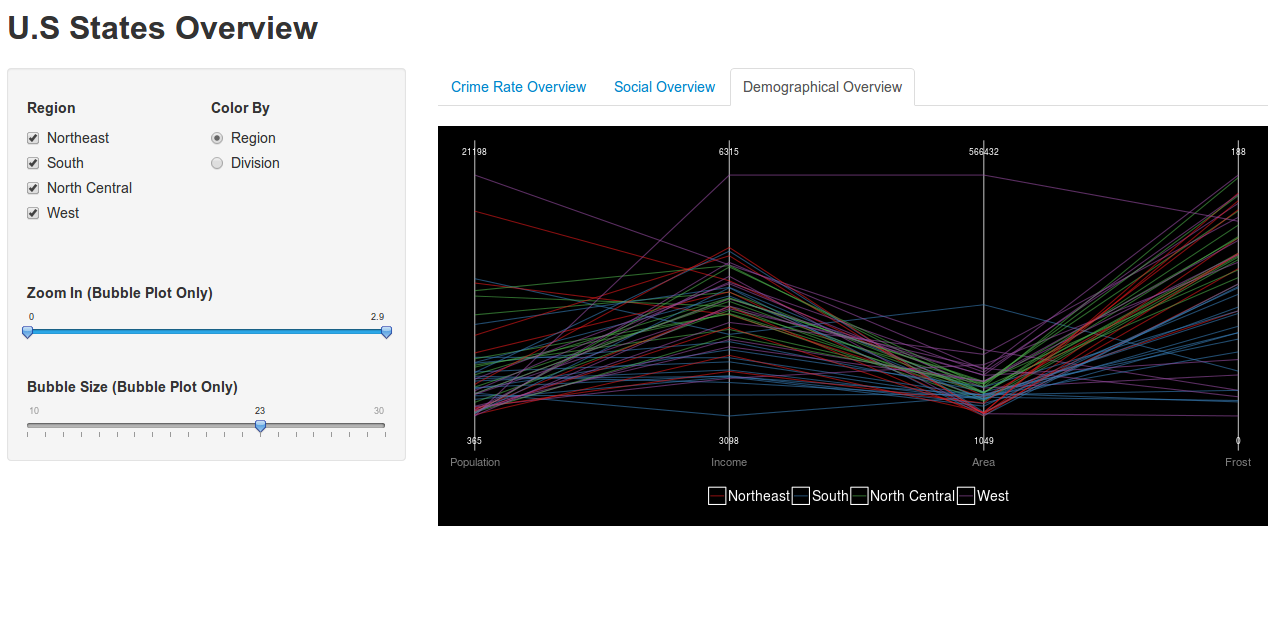 U.S States Overview
Region
Color By
Northeast
South
North Central
West
Region
Division
Zoom In (Bubble Plot Only)
0 2.9
Bubble Size (Bubble Plot Only)
10 23 30
Crime Rate Overview Social Overview Demographical Overview
21198 6315 566432 188
365 3098 1049 0
Population Income Area Frost
Northeast South North Central West